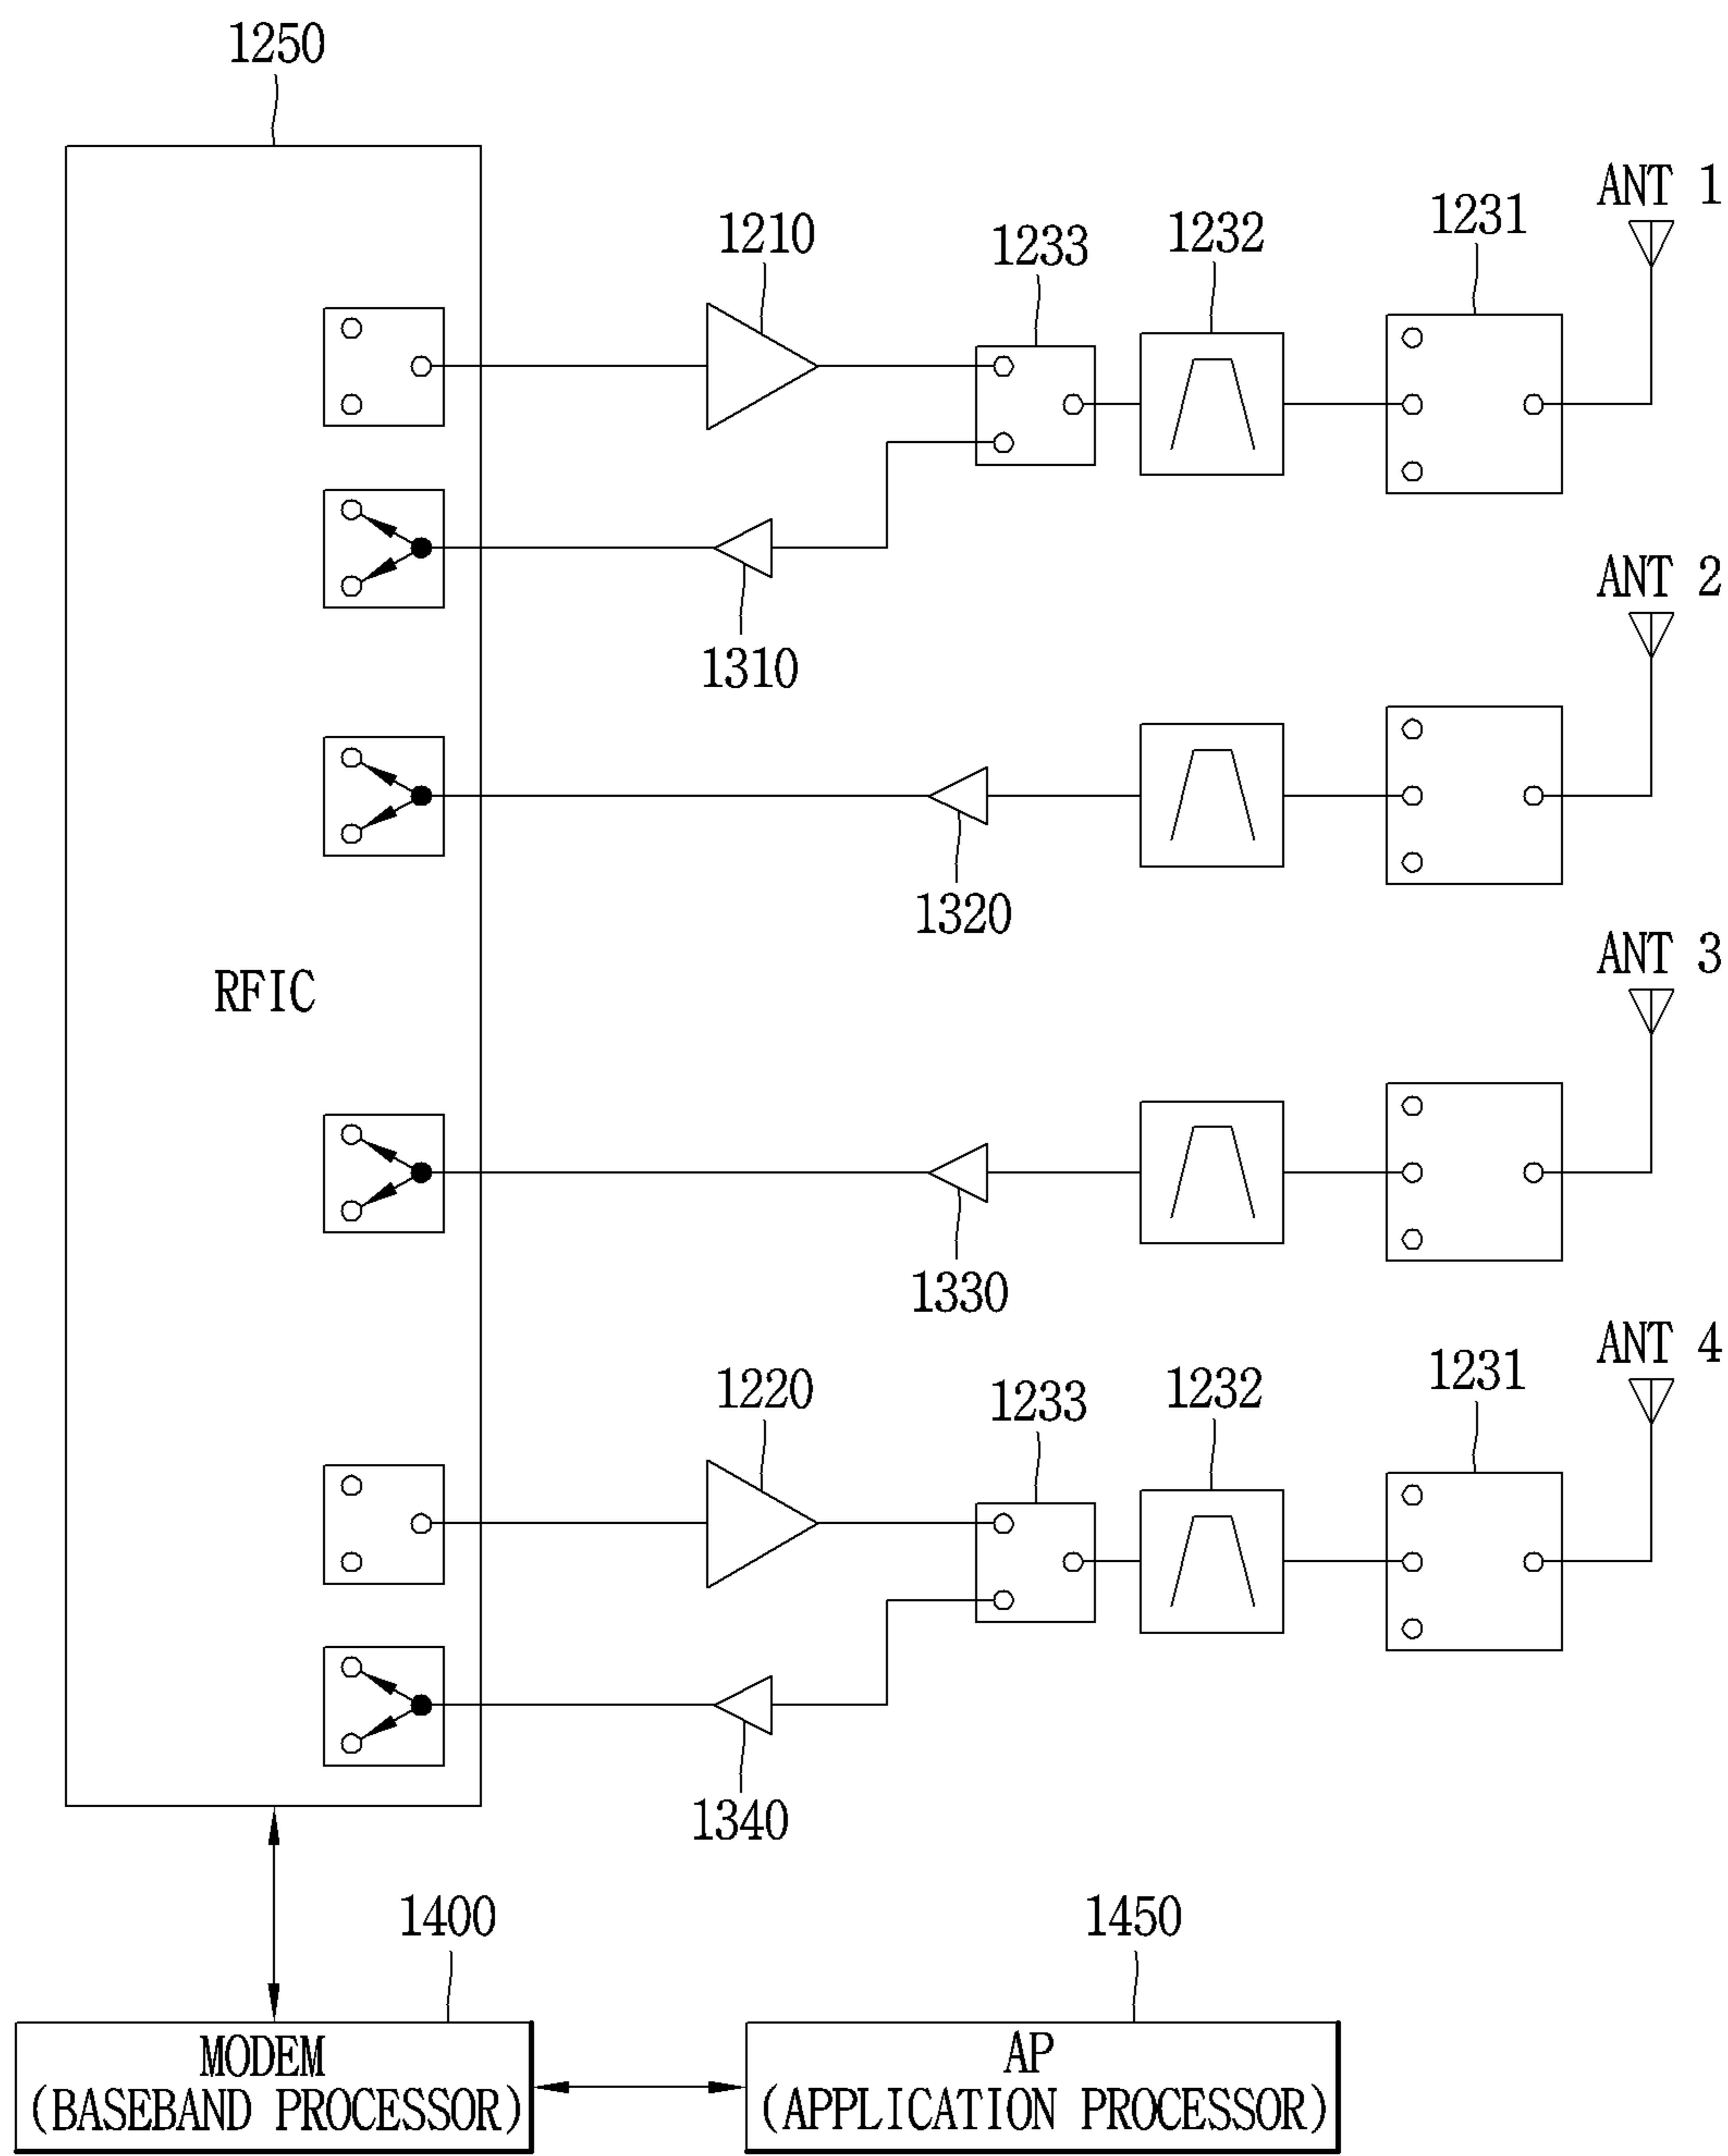 1250
ANT 1
1210
1233
1232
1231
1310
ANT 2
1320
RFIC
ANT 3
1330
ANT 4
1220
1233
1232
1231
1340
1400
1450
MODEM
(BASEBAND PROCESSOR)
AP
(APPLICATION PROCESSOR)